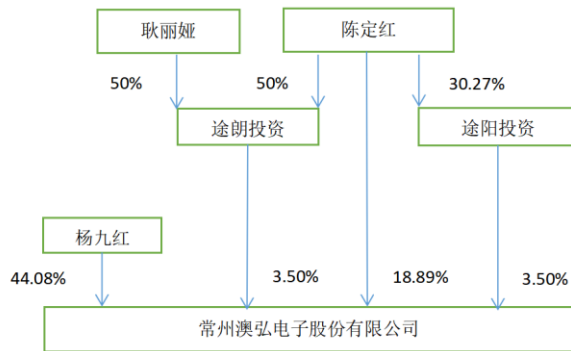 耿丽娅
陈定红
50%
50%
30.27%
途朗投资
途阳投资
杨九红
44.08%
3.50%
18.89%
3.50%
常州澳弘电子股份有限公司